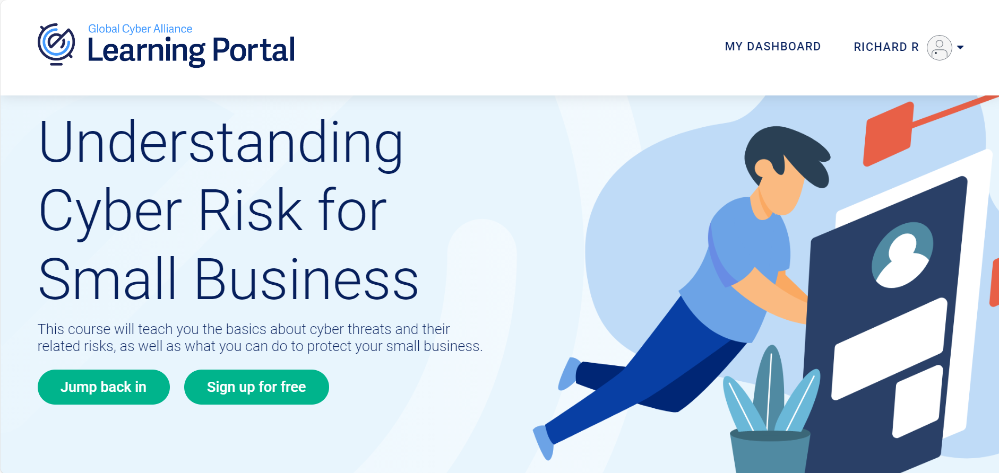 Global Cyber Alliance
Learning Portal
MY DASHBOARD
RICHARD R
Understanding
Cyber Risk for
Small Business
This course will teach you the basics about cyber threats and their
related risks, as well as what you can do to protect your small business.
Jump back in
Sign up for free